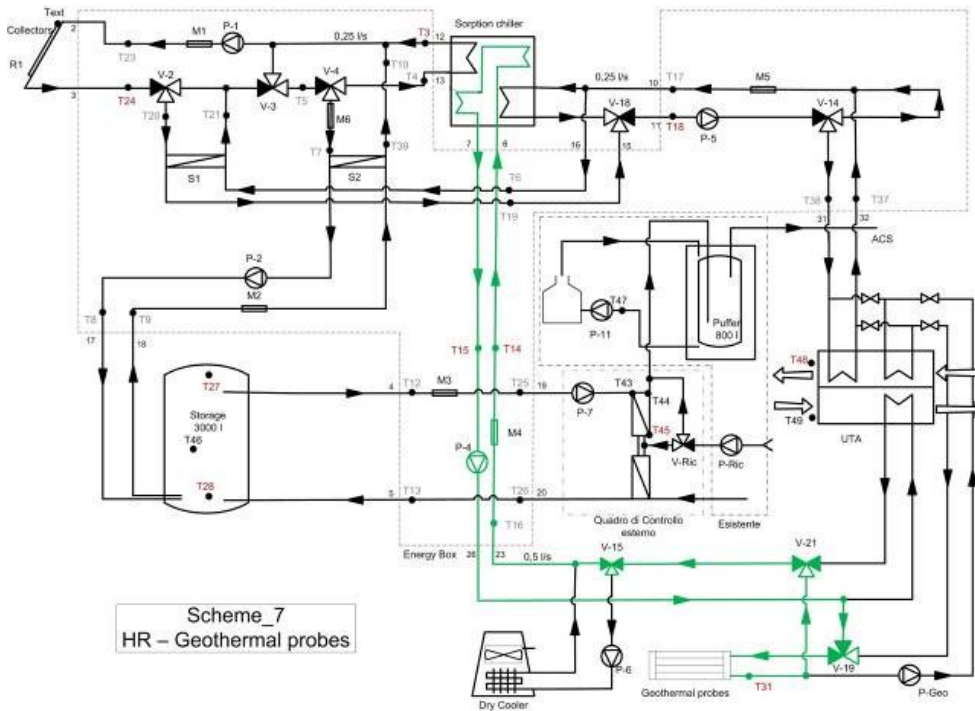 Text
2
Collectors
T23
M1
P-1
0,25 l/s
T3
12
Sorption chiller
R1
T10
3
T24
V-2
V-3
T5
V-4
T4
13
T20
T21
M6
T7
T39
S1
S2
7
6
16
15
T6
T19
0,25 l/s
10
T17
M5
V-18
11
T18
P-5
V-14
T38
T37
31
32
ACS
P-2
M2
T8
T9
17
18
T15
T14
P-11
T47
Puffer
800 l
T48
T49
UTA
T27
Storage
3000 l
T46
T28
4
T12
M3
T25
19
P-7
T43
T44
T45
V-Ric
P-Ric
P-4
M4
5
T13
T26
20
T16
Quadro di Controllo
esterno
Esistente
Energy Box
28
23
0,5 l/s
V-15
V-21
Scheme_7
HR – Geothermal probes
P-6
V-19
Dry Cooler
Geothermal probes
T31
P-Geo